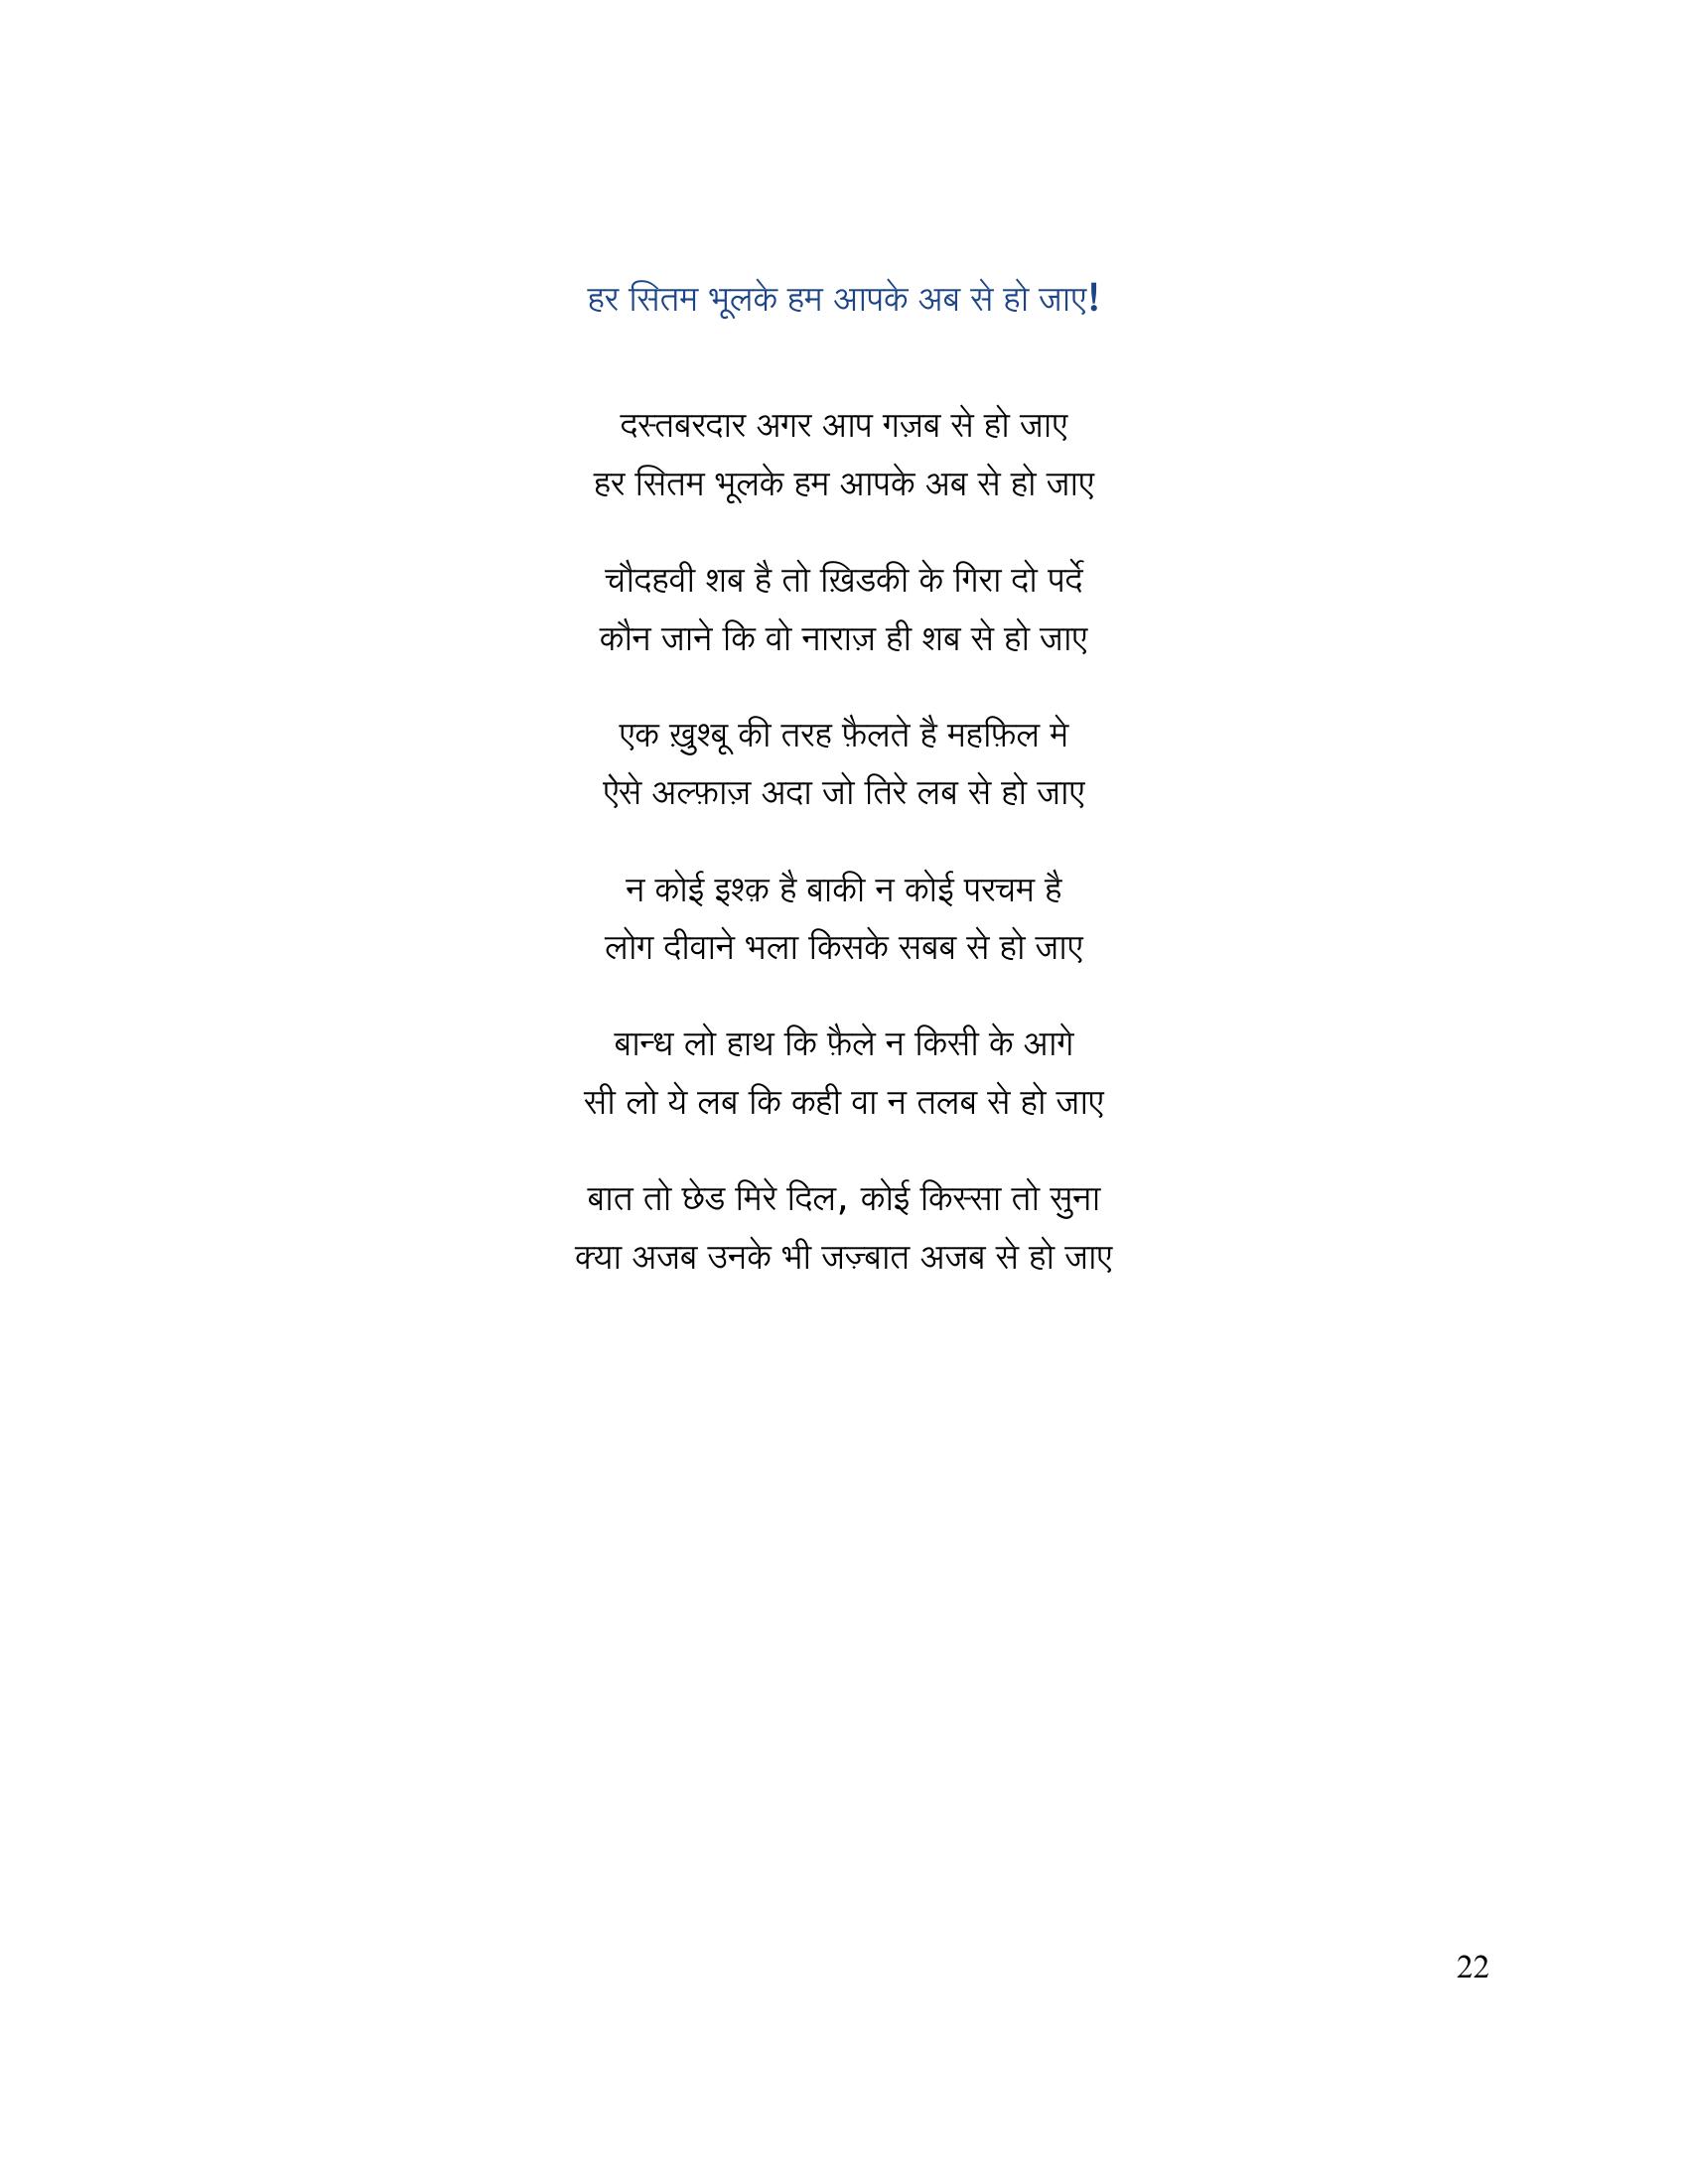 हर सितम भूलके हम आपके अब से हो जाए!
दस्तबरदार अगर आप गज़ब से हो जाए
हर सितम भूलके हम आपके अब से हो जाए
चौदहवी शब है तो ख़िडकी के गिरा दो पर्दे
कौन जाने कि वो नाराज़ ही शब से हो जाए
एक ख़ुश्बू की तरह फ़ैलते है महफ़िल मे
ऐसे अल्फ़ाज़ अदा जो तिरे लब से हो जाए
न कोई इश्क़ है बाकी न कोई परचम है
लोग दीवाने भला किसके सबब से हो जाए
बान्ध लो हाथ कि फ़ैले न किसी के आगे
सी लो ये लब कि कही वा न तलब से हो जाए
बात तो छेड मिरे दिल, कोई किस्सा तो सुना
क्या अजब उनके भी जज़्बात अजब से हो जाए
22